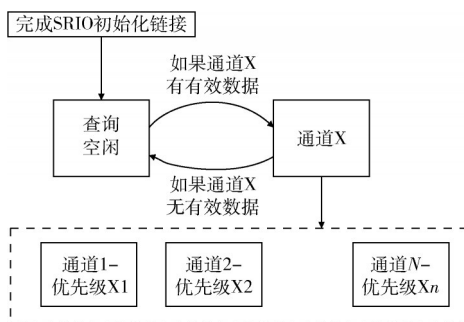 完成SRIO初始化链接
如果通道X
有有效数据
查询
空闲
通道X
如果通道X
无有效数据
通道1-
优先级X1
通道2-
优先级X2
通道N-
优先级Xn